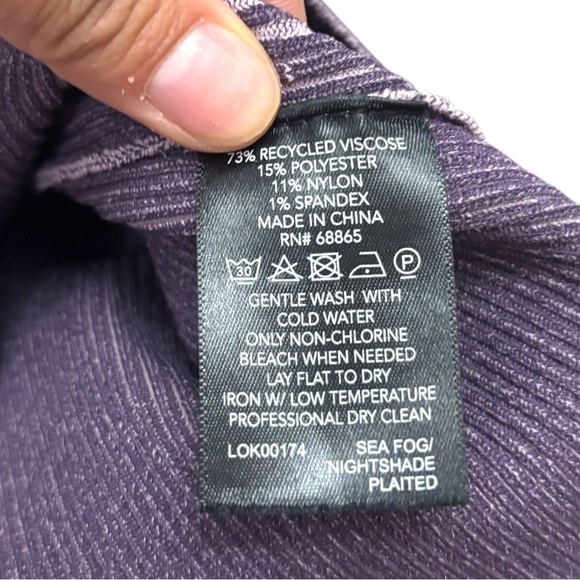 73% RECYCLED VISCOSE
15% POLYESTER
11% NYLON
1% SPANDEX
MADE IN CHINA
RN# 68865
30 P
GENTLE WASH WITH
COLD WATER
ONLY NON-CHLORINE
BLEACH WHEN NEEDED
LAY FLAT TO DRY
IRON W/ LOW TEMPERATURE
PROFESSIONAL DRY CLEAN
LOK00174 SEA FOG/
NIGHTSHADE
PLAITED